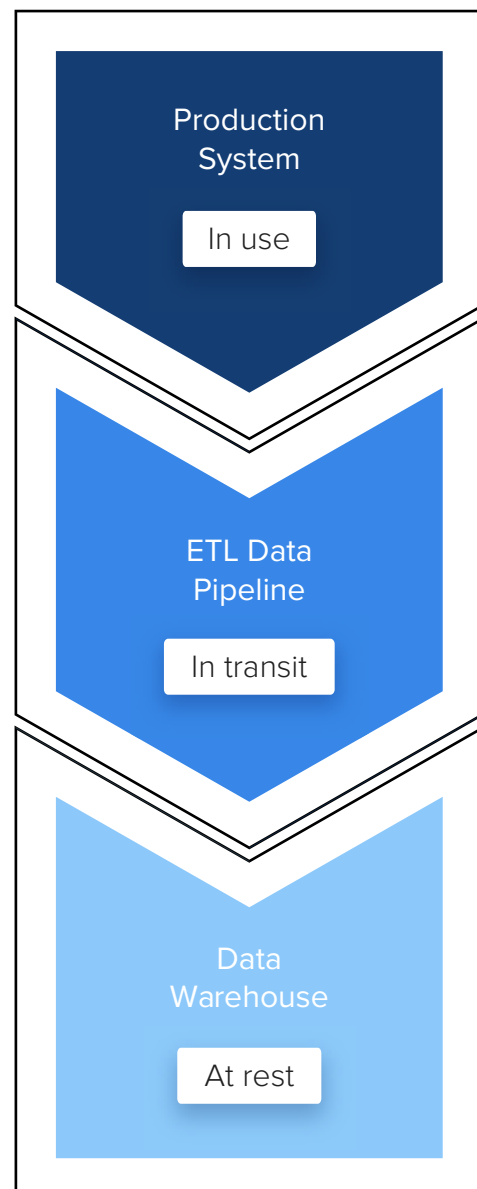 Production
System
In use
ETL Data
Pipeline
In transit
Data
Warehouse
At rest